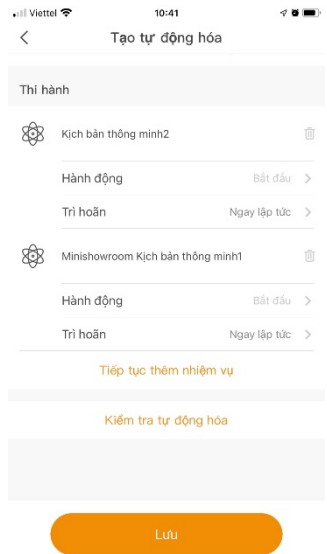 Viettel 10:41
Tạo tự động hóa
Thi hành
Kịch bản thông minh2
Hành động Bắt đầu
Trì hoãn Ngay lập tức
Minishowroom Kịch bản thông minh1
Hành động Bắt đầu
Trì hoãn Ngay lập tức
Tiếp tục thêm nhiệm vụ
Kiểm tra tự động hóa
Lưu